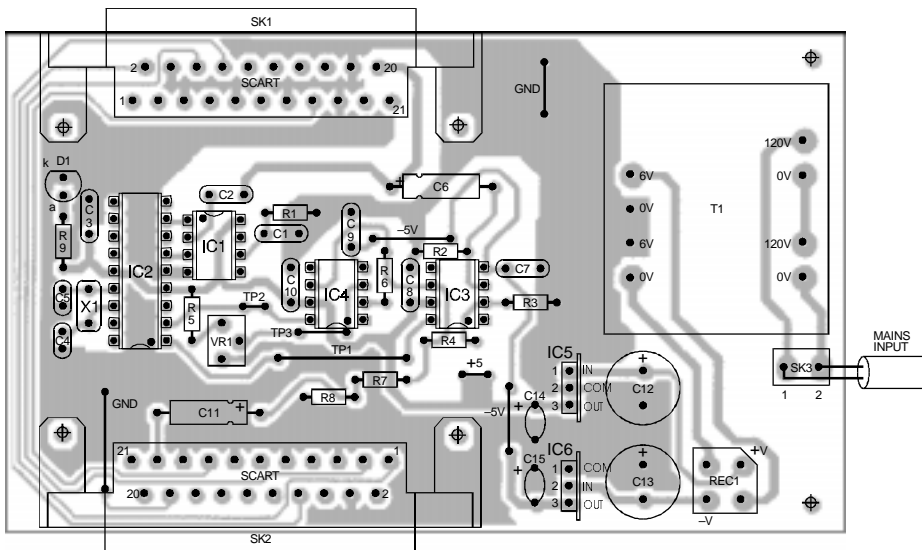 SK1
2
20
SCART
1
21
GND
k D1
a
C3
R9
C5
X1
C4
IC2
C2
IC1
R1
C1
C9
C10
IC4
R6
R5
TP2
TP3
VR1
TP1
C6
+
–5V
R2
C8
IC3
C7
R3
R4
R7
R8
+5
–5V
GND
C11 +
120V
0V
6V
0V
T1
6V
120V
0V
0V
MAINS
INPUT
SK3
1 2
IC5
1 IN
2 COM
3 OUT
+
C12
+
C14
IC6
1 COM
2 IN
3 OUT
+
C13
+
C15
+V
REC1
–V
21
1
SCART
20
2
SK2